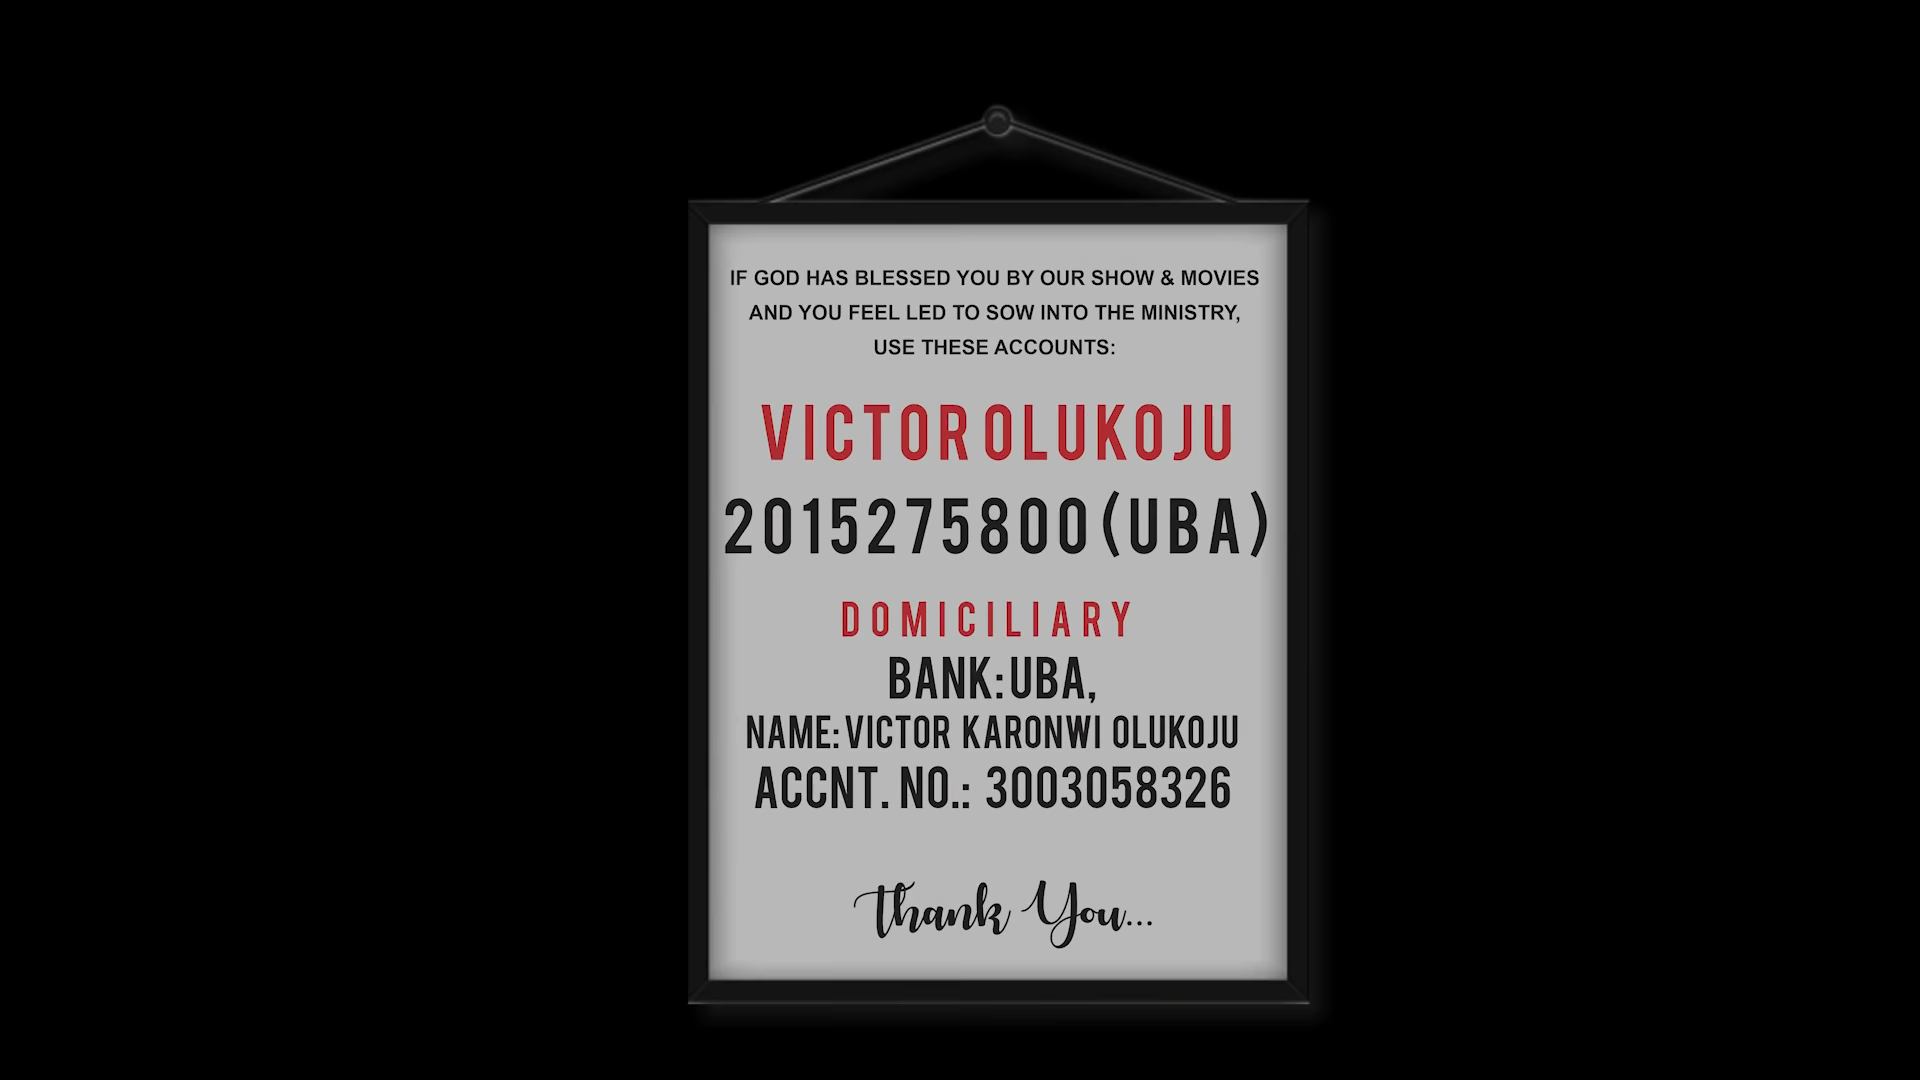 IF GOD HAS BLESSED YOU BY OUR SHOW & MOVIES
AND YOU FEEL LED TO SOW INTO THE MINISTRY,
USE THESE ACCOUNTS:
VICTOR OLUKOJU
2015275800 (UBA)
DOMICILIARY
BANK: UBA,
NAME: VICTOR KARONWI OLUKOJU
ACCNT. NO.: 3003058326
Thank You...